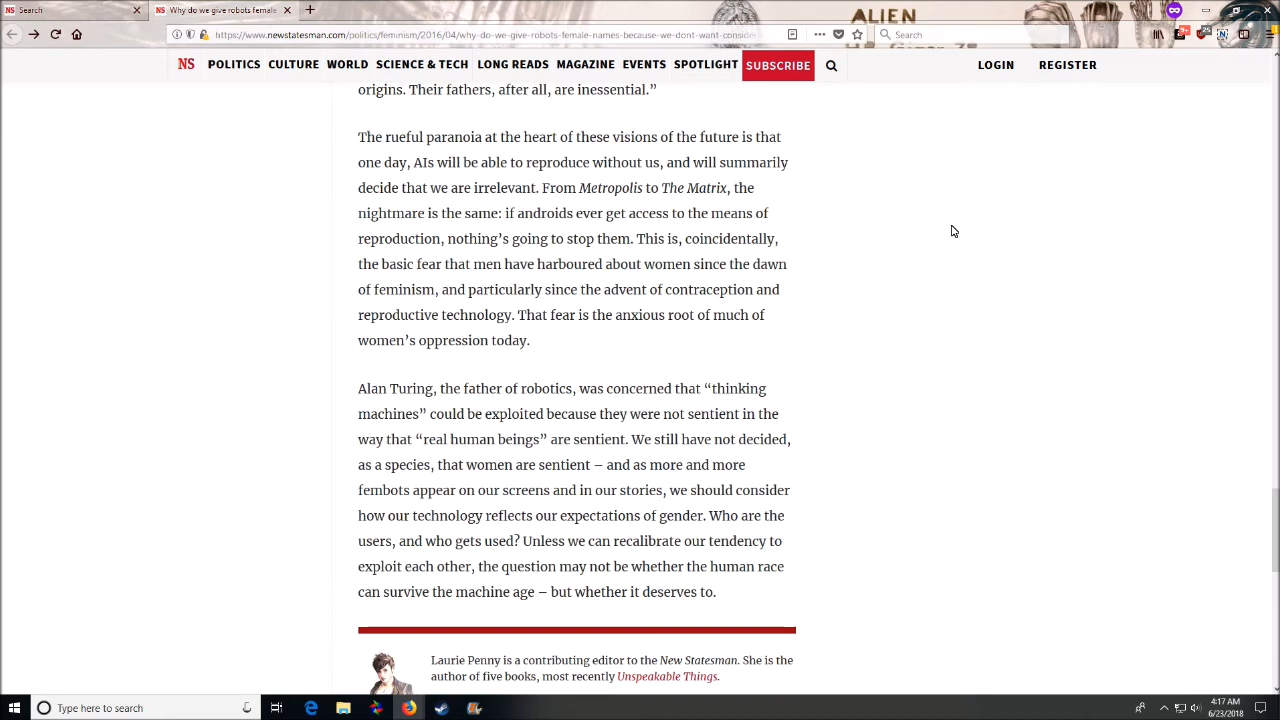 Search
Why do we give robots female
ALIEN
https://www.newstatesman.com/politics/feminism/2016/04/why-do-we-give-robots-female-names-because-we-dont-want-conside
Search
NS POLITICS CULTURE WORLD SCIENCE & TECH LONG READS MAGAZINE EVENTS SPOTLIGHT SUBSCRIBE LOGIN REGISTER
origins. Their fathers, after all, are inessential.”
The rueful paranoia at the heart of these visions of the future is that
one day, AIs will be able to reproduce without us, and will summarily
decide that we are irrelevant. From Metropolis to The Matrix, the
nightmare is the same: if androids ever get access to the means of
reproduction, nothing’s going to stop them. This is, coincidentally,
the basic fear that men have harboured about women since the dawn
of feminism, and particularly since the advent of contraception and
reproductive technology. That fear is the anxious root of much of
women’s oppression today.
Alan Turing, the father of robotics, was concerned that “thinking
machines” could be exploited because they were not sentient in the
way that “real human beings” are sentient. We still have not decided,
as a species, that women are sentient – and as more and more
fembots appear on our screens and in our stories, we should consider
how our technology reflects our expectations of gender. Who are the
users, and who gets used? Unless we can recalibrate our tendency to
exploit each other, the question may not be whether the human race
can survive the machine age – but whether it deserves to.
Laurie Penny is a contributing editor to the New Statesman. She is the
author of five books, most recently Unspeakable Things.
Type here to search
4:17 AM
6/23/2018